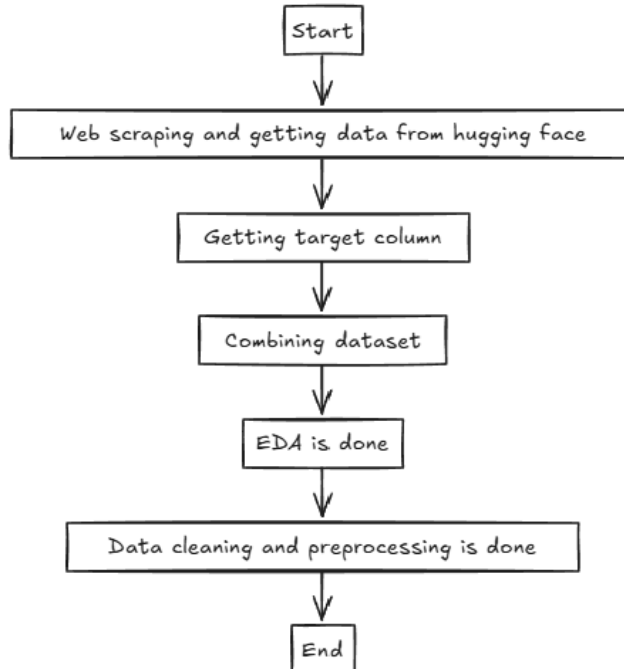 Start
Web scraping and getting data from hugging face
Getting target column
Combining dataset
EDA is done
Data cleaning and preprocessing is done
End